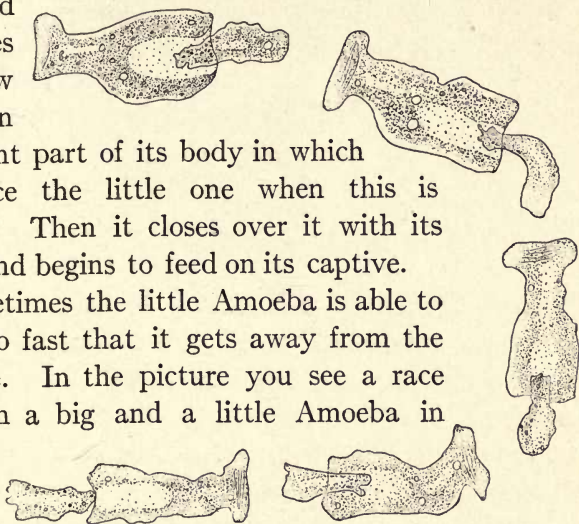 d
es
w
n
nt part of its body in which
ce the little one when this is
Then it closes over it with its
nd begins to feed on its captive.
etimes the little Amoeba is able to
o fast that it gets away from the
In the picture you see a race
n a big and a little Amoeba in